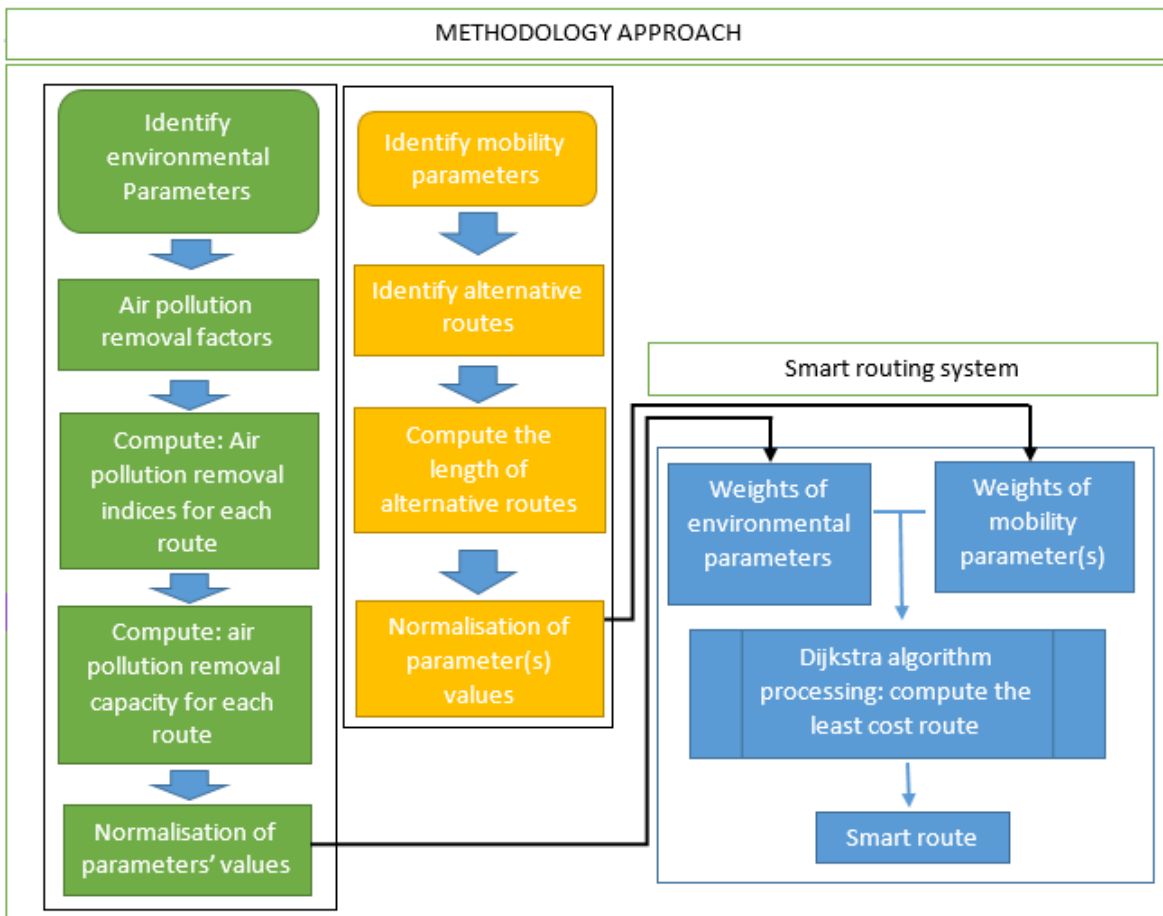 METHODOLOGY APPROACH
Identify
environmental
Parameters
Air pollution
removal factors
Compute: Air
pollution removal
indices for each
route
Compute: air
pollution removal
capacity for each
route
Normalisation of
parameters’ values
Identify mobility
parameters
Identify alternative
routes
Compute the
length of
alternative routes
Normalisation of
parameter(s)
values
Smart routing system
Weights of
environmental
parameters
Weights of
mobility
parameter(s)
Dijkstra algorithm
processing: compute the
least cost route
Smart route